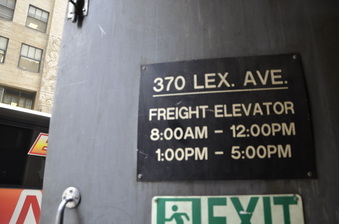 370 LEX. AVE.
FREIGHT ELEVATOR
8:00AM - 12:00PM
1:00PM - 5:00PM
EXIT